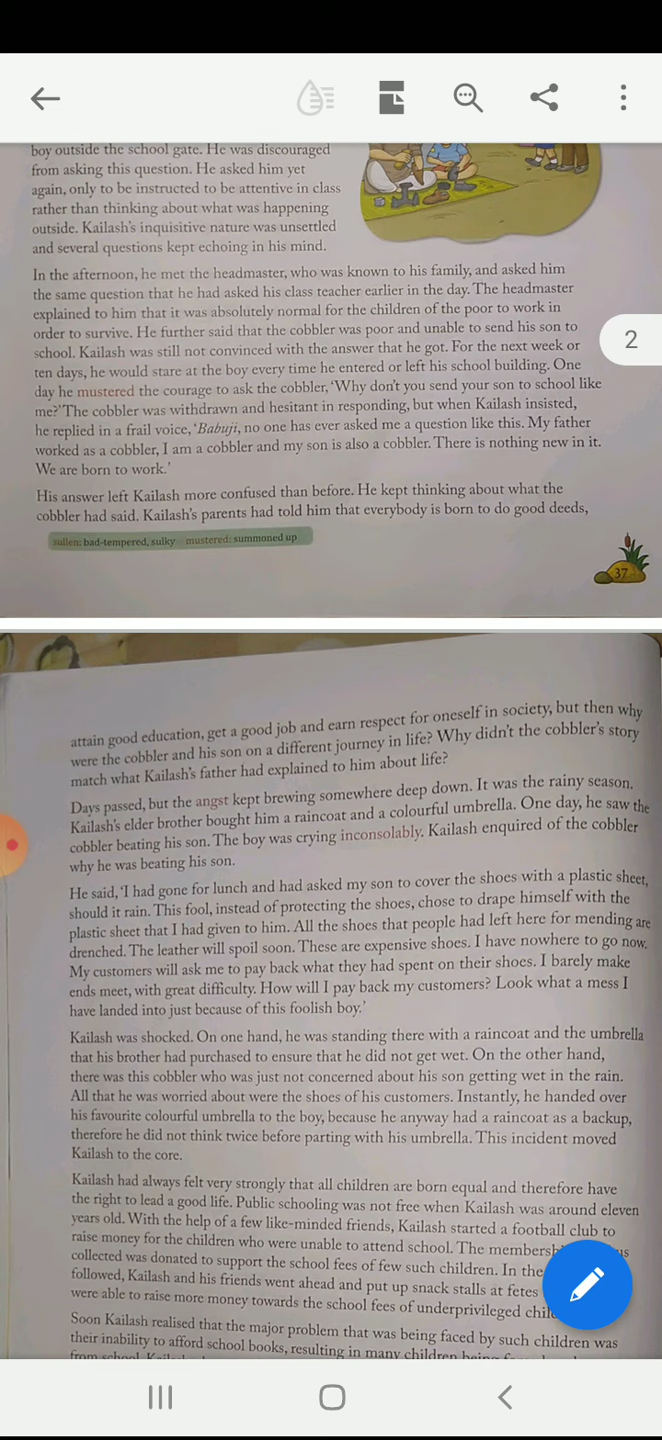 boy outside the school gate. He was discouraged
from asking this question. He asked him yet
again, only to be instructed to be attentive in class
rather than thinking about what was happening
outside. Kailash's inquisitive nature was unsettled
and several questions kept echoing in his mind.
In the afternoon, he met the headmaster, who was known to his family, and asked him
the same question that he had asked his class teacher earlier in the day. The headmaster
explained to him that it was absolutely normal for the children of the poor to work in
order to survive. He further said that the cobbler was poor and unable to send his son to
school. Kailash was still not convinced with the answer that he got. For the next week or
2
ten days, he would stare at the boy every time he entered or left his school building. One
day he mustered the courage to ask the cobbler, 'Why don't you send your son to school like
me?' The cobbler was withdrawn and hesitant in responding, but when Kailash insisted,
he replied in a frail voice, 'Babuji, no one has ever asked me a question like this. My father
worked as a cobbler, I am a cobbler and my son is also a cobbler. There is nothing new in it.
We are born to work.'
His answer left Kailash more confused than before. He kept thinking about what the
cobbler had said. Kailash's parents had told him that everybody is born to do good deeds,
sullen: bad-tempered, sulky mustered: summoned up
37
attain good education, get a good job and earn respect for oneself in society, but then why
were the cobbler and his son on a different journey in life? Why didn't the cobbler's story
match what Kailash's father had explained to him about life?
Days passed, but the angst kept brewing somewhere deep down. It was the rainy season.
Kailash's elder brother bought him a raincoat and a colourful umbrella. One day, he saw the
cobbler beating his son. The boy was crying inconsolably. Kailash enquired of the cobbler
why he was beating his son.
He said, 'I had gone for lunch and had asked my son to cover the shoes with a plastic sheet,
should it rain. This fool, instead of protecting the shoes, chose to drape himself with the
plastic sheet that I had given to him. All the shoes that people had left here for mending are
drenched. The leather will spoil soon. These are expensive shoes. I have nowhere to go now.
My customers will ask me to pay back what they had spent on their shoes. I barely make
ends meet, with great difficulty. How will I pay back my customers? Look what a mess I
have landed into just because of this foolish boy.'
Kailash was shocked. On one hand, he was standing there with a raincoat and the umbrella
that his brother had purchased to ensure that he did not get wet. On the other hand,
there was this cobbler who was just not concerned about his son getting wet in the rain.
All that he was worried about were the shoes of his customers. Instantly, he handed over
his favourite colourful umbrella to the boy, because he anyway had a raincoat as a backup,
therefore he did not think twice before parting with his umbrella. This incident moved
Kailash to the core.
Kailash had always felt very strongly that all children are born equal and therefore have
the right to lead a good life. Public schooling was not free when Kailash was around eleven
years old. With the help of a few like-minded friends, Kailash started a football club to
raise money for the children who were unable to attend school. The
collected was donated to support the school fees of few such children. In the
followed, Kailash and his friends went ahead and put up snack stalls at fetes
were able to raise more money towards the school fees of underprivileged
Soon Kailash realised that the major problem that was being faced by such children was
their inability to afford school books, resulting in many children being
from school.